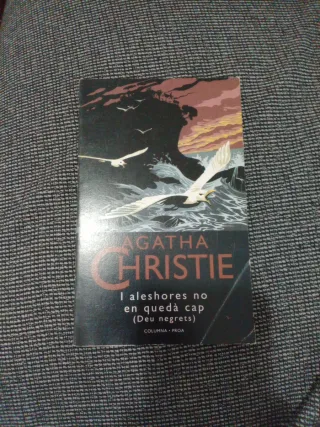 AGATHA
CHRISTIE
I aleshores no
en quedà cap
(Deu negrets)
COLUMNA · PROA